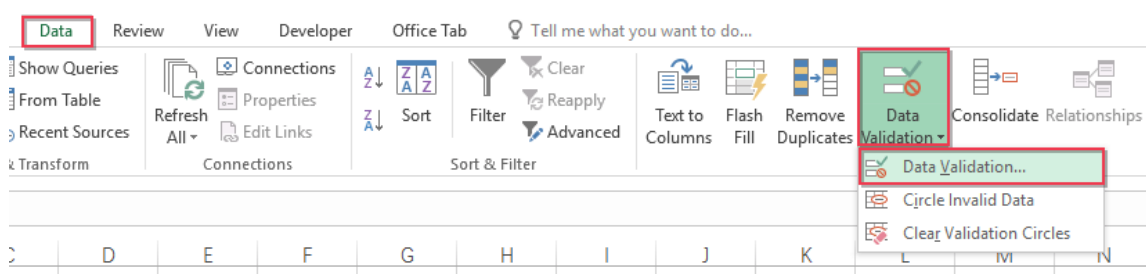 Data Review View Developer Office Tab Tell me what you want to do...
Show Queries
From Table
Recent Sources
& Transform
Refresh
All
Connections
Properties
Edit Links
Connections
A
Z
Z
A
Z A
A Z
Sort
Filter
Clear
Reapply
Advanced
Sort & Filter
Text to
Columns
Flash
Fill
Remove
Duplicates
Data
Validation
Consolidate
Relationships
Data Validation...
Circle Invalid Data
Clear Validation Circles
C D E F G H I J K L M N